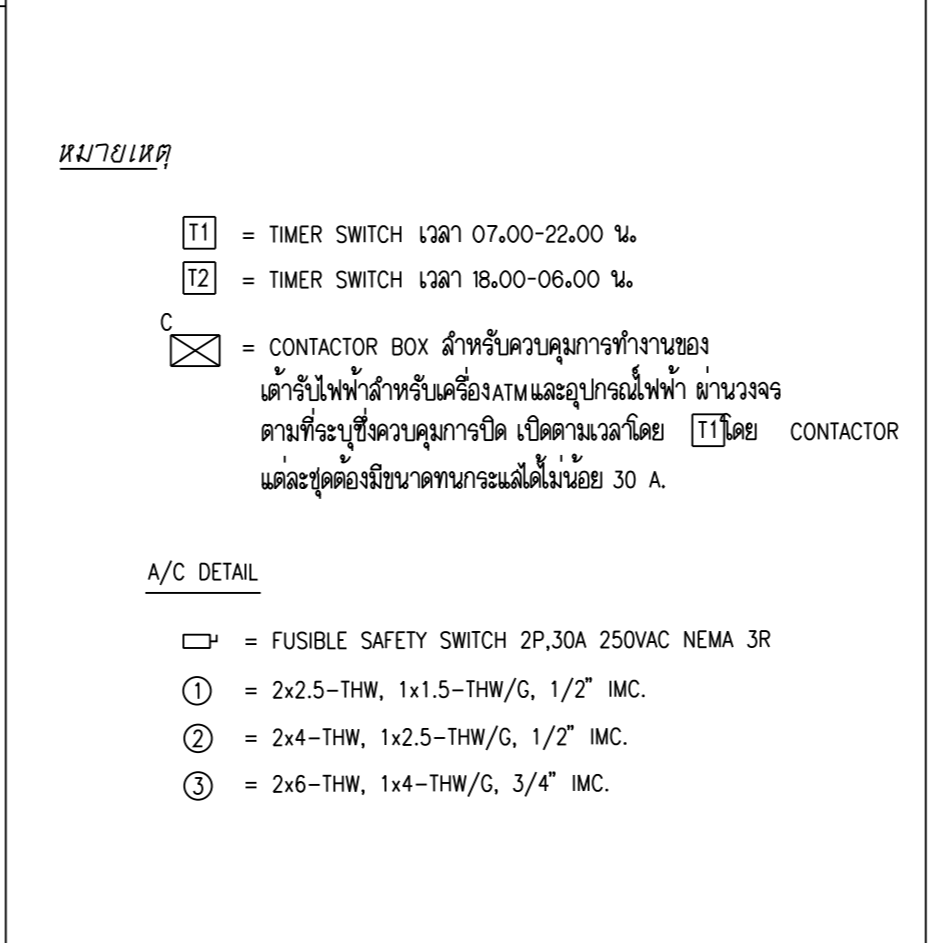 หมายเหตุ
T1 = TIMER SWITCH เวลา 07.00-22.00 น.
T2 = TIMER SWITCH เวลา 18.00-06.00 น.
C
= CONTACTOR BOX สำหรับควบคุมการทำงานของ
เต้ารับไฟฟ้าสำหรับเครื่องATMและอุปกรณ์ไฟฟ้า ผ่านวงจร
ตามที่ระบุซึ่งควบคุมการปิด เปิดตามเวลาโดย T1โดย CONTACTOR
แต่ละชุดต้องมีขนาดทนกระแสได้ไม่น้อย 30 A.
A/C DETAIL
= FUSIBLE SAFETY SWITCH 2P,30A 250VAC NEMA 3R
1 = 2x2.5-THW, 1x1.5-THW/G, 1/2" IMC.
2 = 2x4-THW, 1x2.5-THW/G, 1/2" IMC.
3 = 2x6-THW, 1x4-THW/G, 3/4" IMC.